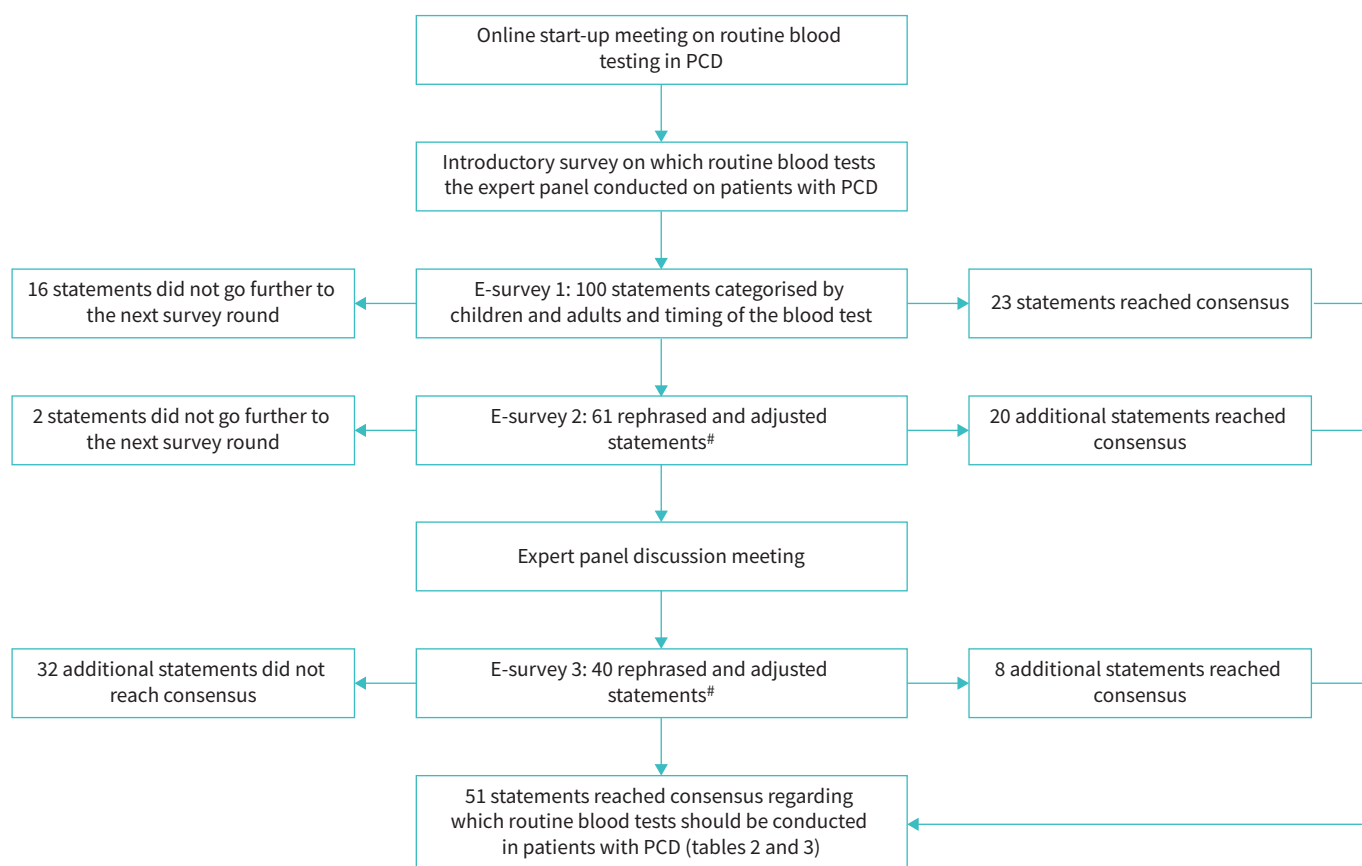 Online start-up meeting on routine blood
testing in PCD
Introductory survey on which routine blood tests
the expert panel conducted on patients with PCD
16 statements did not go further to
the next survey round
E-survey 1: 100 statements categorised by
children and adults and timing of the blood test
23 statements reached consensus
2 statements did not go further to
the next survey round
E-survey 2: 61 rephrased and adjusted
statements#
20 additional statements reached
consensus
Expert panel discussion meeting
32 additional statements did not
reach consensus
E-survey 3: 40 rephrased and adjusted
statements#
8 additional statements reached
consensus
51 statements reached consensus regarding
which routine blood tests should be conducted
in patients with PCD (tables 2 and 3)